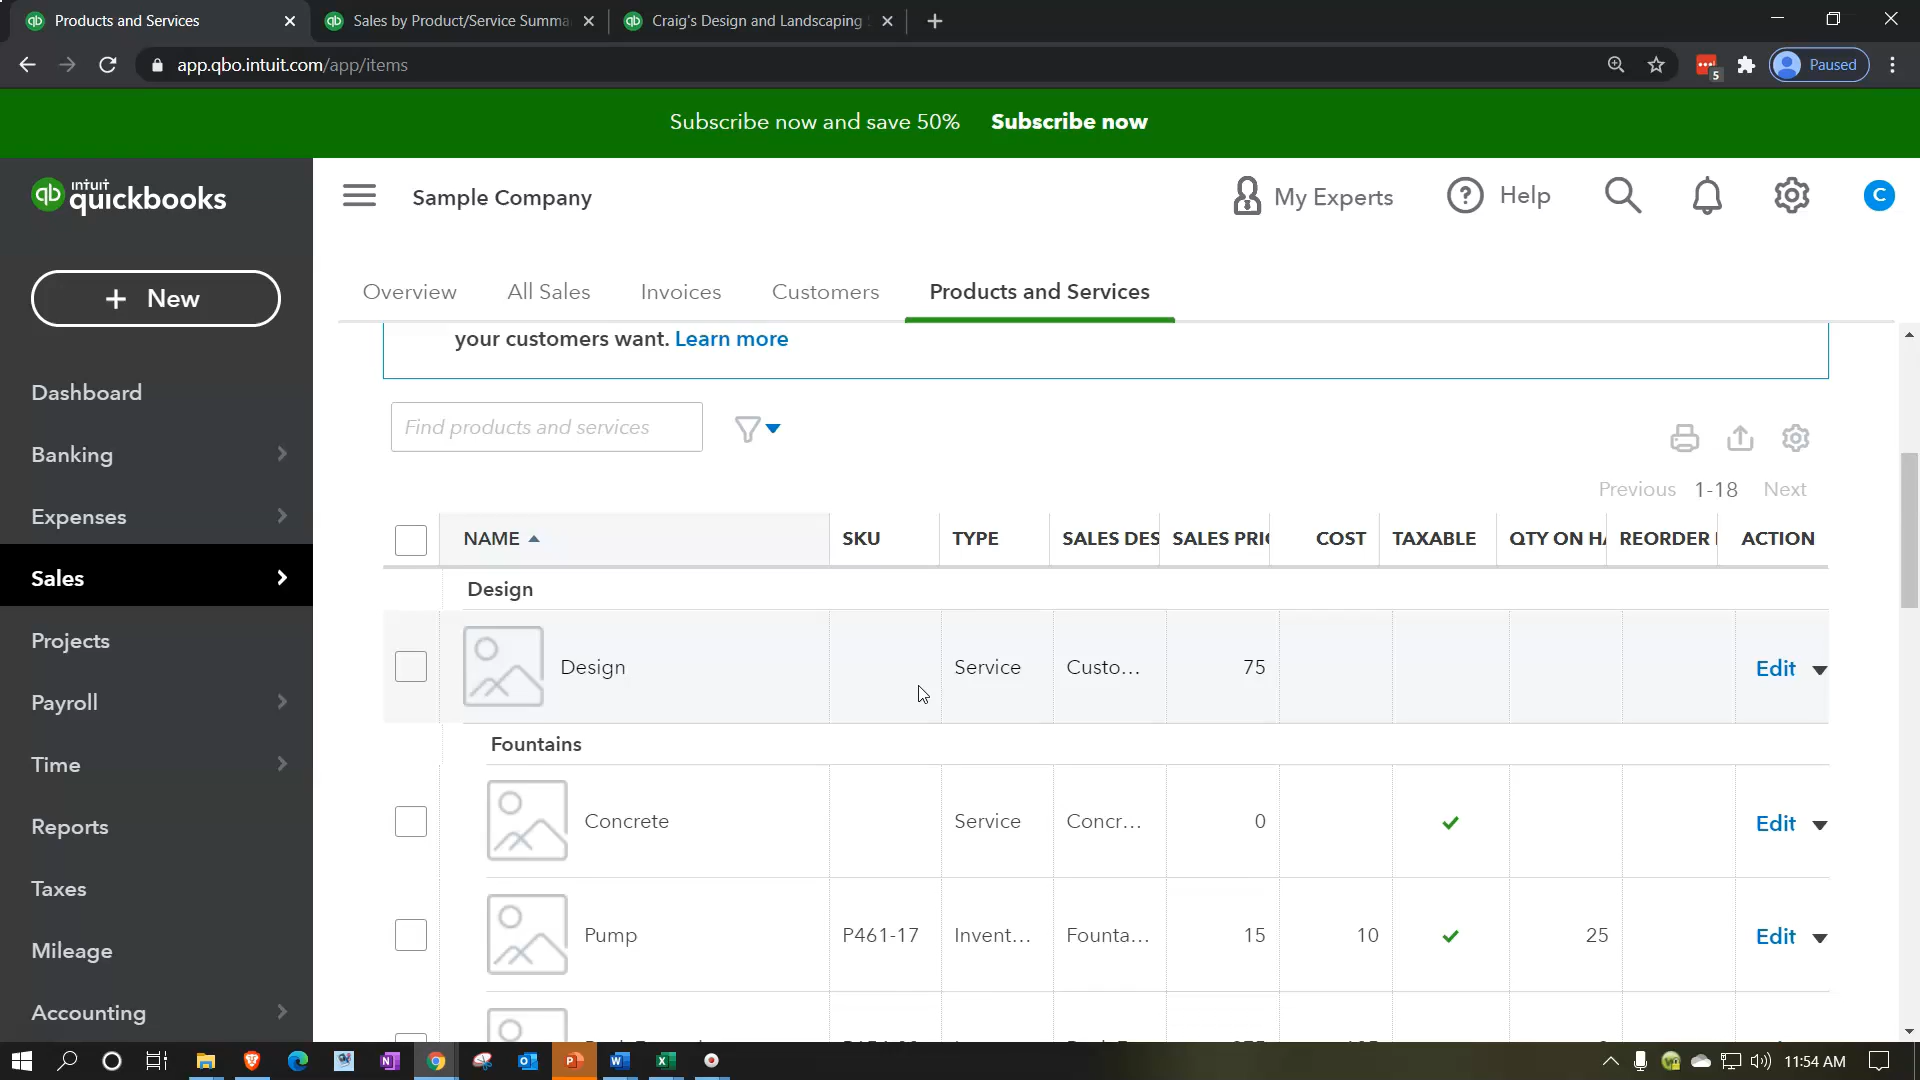 Products and Services
Sales by Product/Service Summa
Craig's Design and Landscaping
app.qbo.intuit.com/app/items
5
Paused
Subscribe now and save 50% Subscribe now
qb intuit quickbooks
Sample Company
My Experts
Help
C
+ New
Overview
All Sales
Invoices
Customers
Products and Services
your customers want. Learn more
Dashboard
Banking
Expenses
Sales
Projects
Payroll
Time
Reports
Taxes
Mileage
Accounting
Find products and services
Previous 1-18 Next
NAME SKU TYPE SALES DES SALES PRIC COST TAXABLE QTY ON HA REORDER ACTION
Design
Design Service Custo... 75 Edit
Fountains
Concrete Service Concr... 0 Edit
Pump P461-17 Invent... Founta... 15 10 25 Edit
11:54 AM